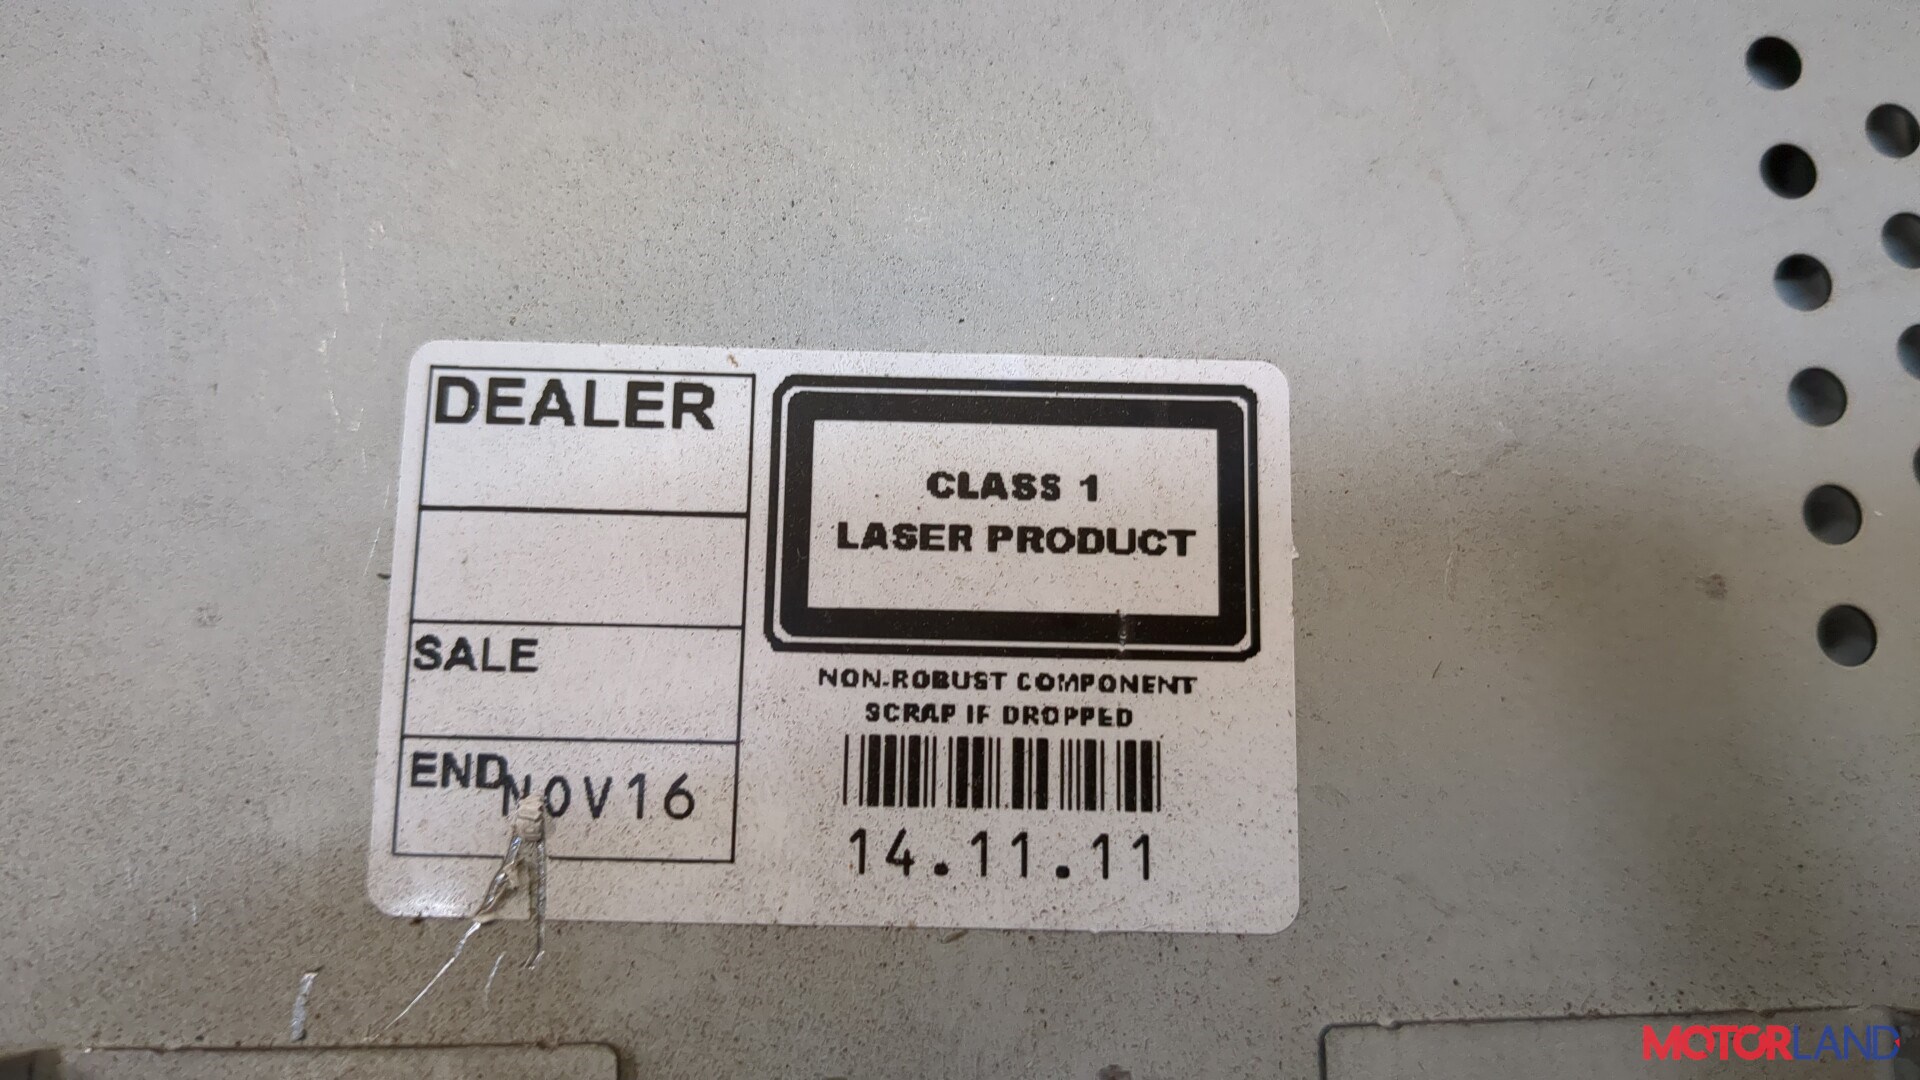 DEALER
SALE
END NOV16
CLASS 1
LASER PRODUCT
NON-ROBUST COMPONENT
SCRAP IF DROPPED
14.11.11
MOTORLAND